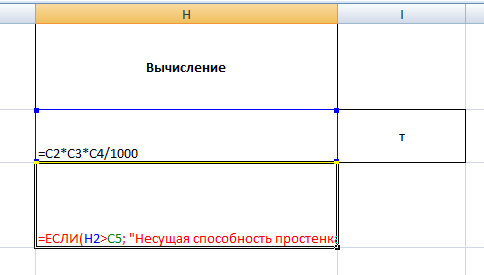 H I
Вычисление
=C2*C3*C4/1000 т
=ЕСЛИ(H2>C5; "Несущая способность простенк